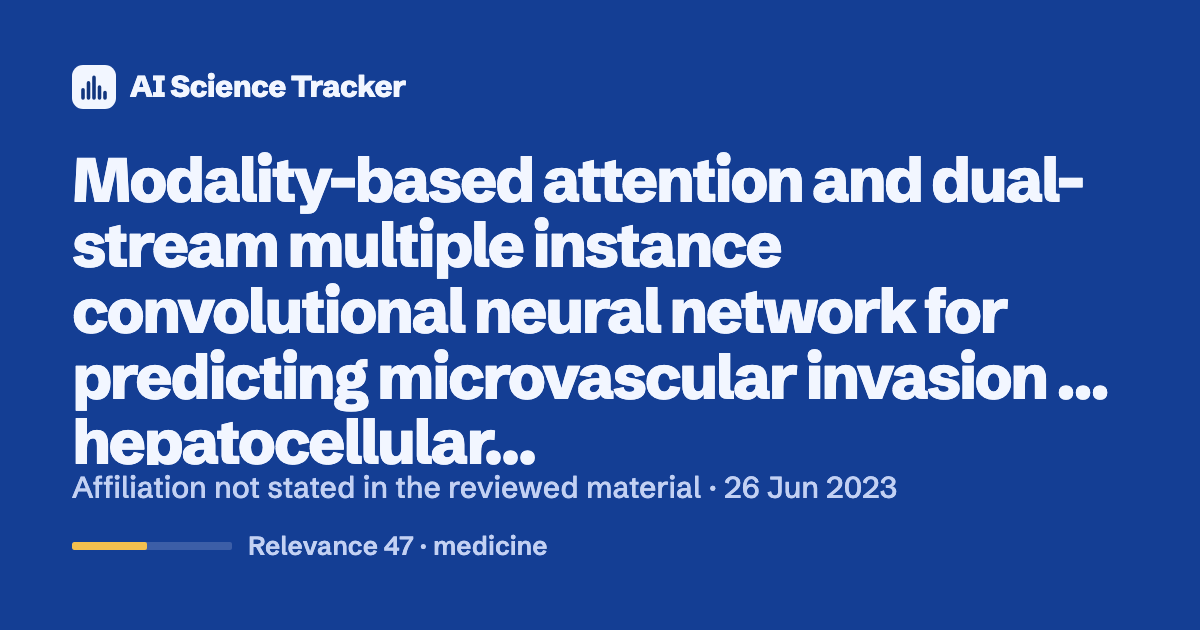 AI Science Tracker
Modality-based attention and dual-
stream multiple instance
convolutional neural network for
predicting microvascular invasion ...
hepatocellular...
Affiliation not stated in the reviewed material · 26 Jun 2023
Relevance 47 · medicine